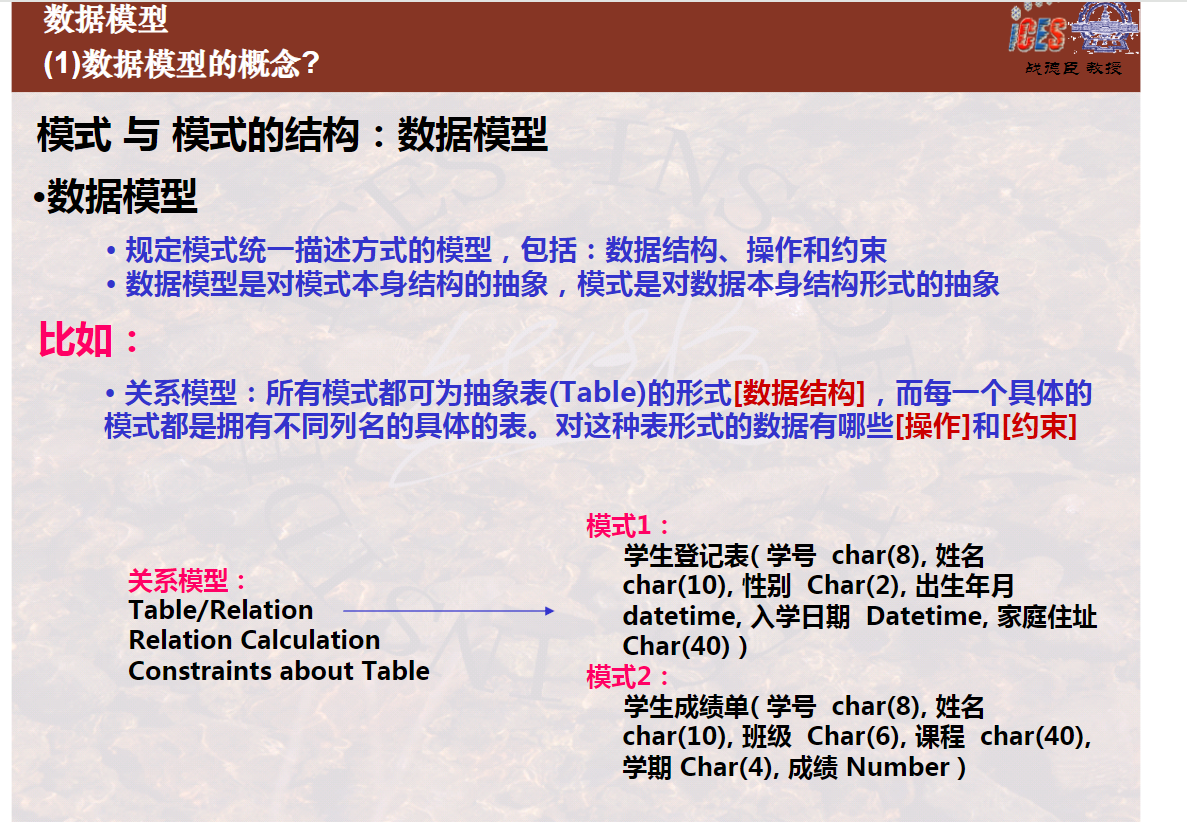 数据模型
(1)数据模型的概念?
iCES
战德臣 教授
模式 与 模式的结构：数据模型
•数据模型
• 规定模式统一描述方式的模型，包括：数据结构、操作和约束
• 数据模型是对模式本身结构的抽象，模式是对数据本身结构形式的抽象
比如：
• 关系模型：所有模式都可为抽象表(Table)的形式[数据结构]，而每一个具体的
模式都是拥有不同列名的具体的表。对这种表形式的数据有哪些[操作]和[约束]
关系模型：
Table/Relation
Relation Calculation
Constraints about Table
模式1：
学生登记表( 学号 char(8), 姓名
char(10), 性别 Char(2), 出生年月
datetime, 入学日期 Datetime, 家庭住址
Char(40) )
模式2：
学生成绩单( 学号 char(8), 姓名
char(10), 班级 Char(6), 课程 char(40),
学期 Char(4), 成绩 Number )